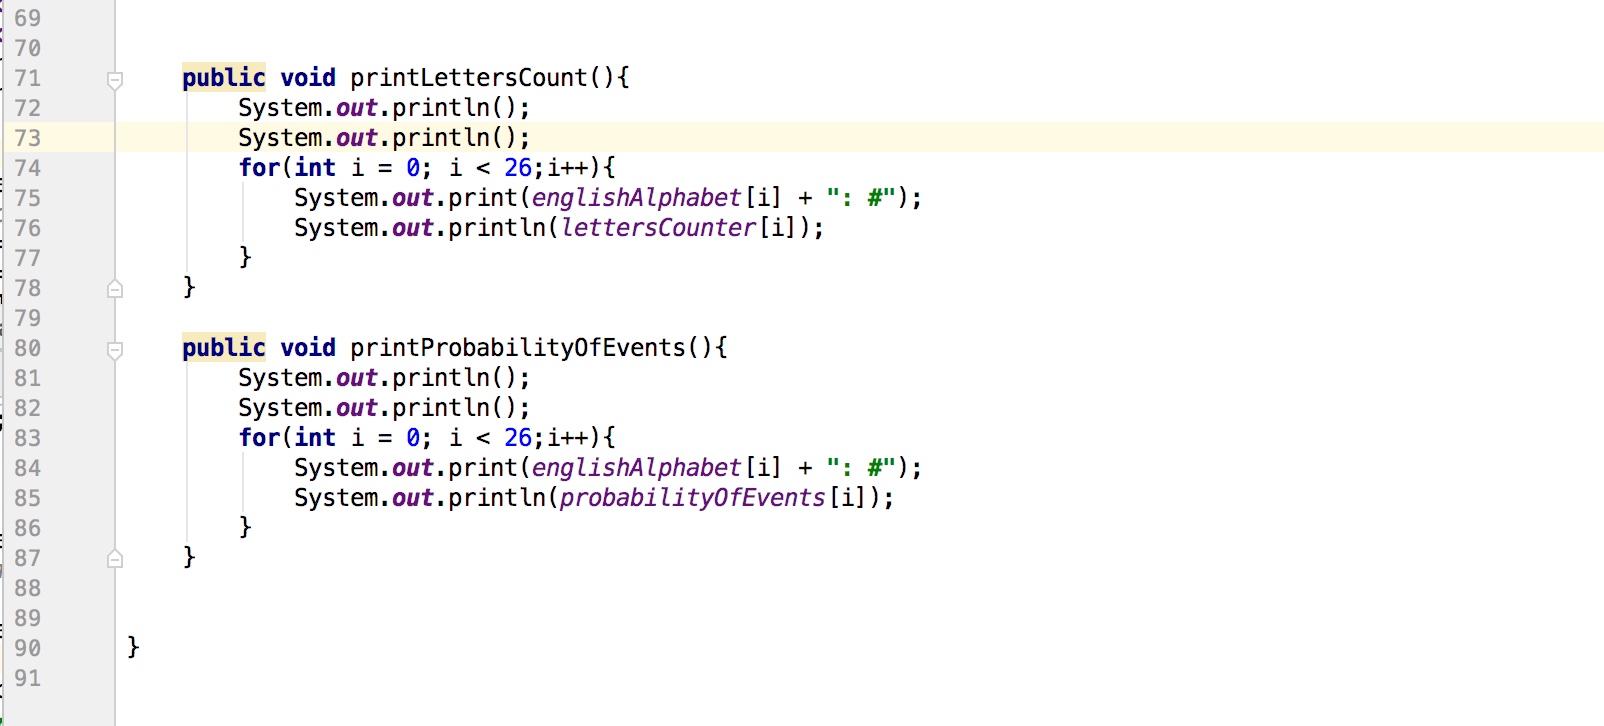 69
70
71 public void printLettersCount(){
72 System.out.println();
73 System.out.println();
74 for(int i = 0; i < 26;i++){
75 System.out.print(englishAlphabet[i] + ": #");
76 System.out.println(lettersCounter[i]);
77 }
78 }
79
80 public void printProbabilityOfEvents(){
81 System.out.println();
82 System.out.println();
83 for(int i = 0; i < 26;i++){
84 System.out.print(englishAlphabet[i] + ": #");
85 System.out.println(probabilityOfEvents[i]);
86 }
87 }
88
89
90 }
91